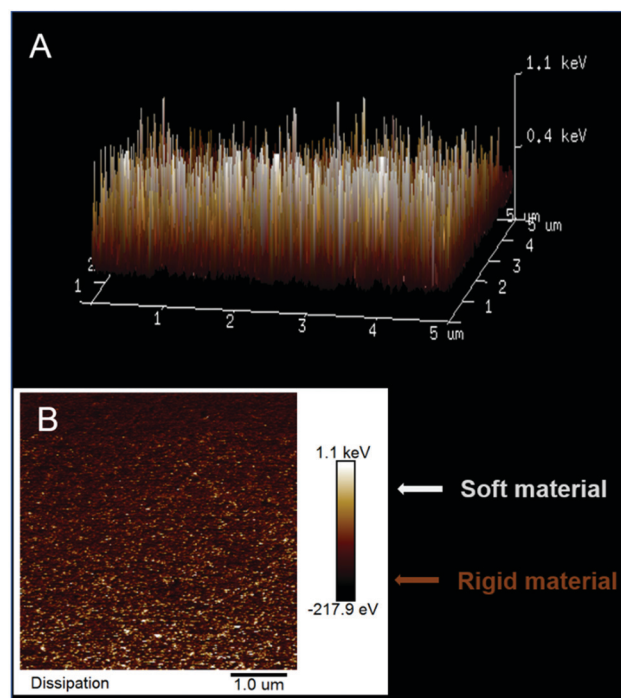 A
1.1 keV
0.4 keV
5 um
5 um
4
3
2
1
2
1
1
2
3
4
5 um
B
1.1 keV
-217.9 eV
Dissipation
1.0 um
Soft material
Rigid material